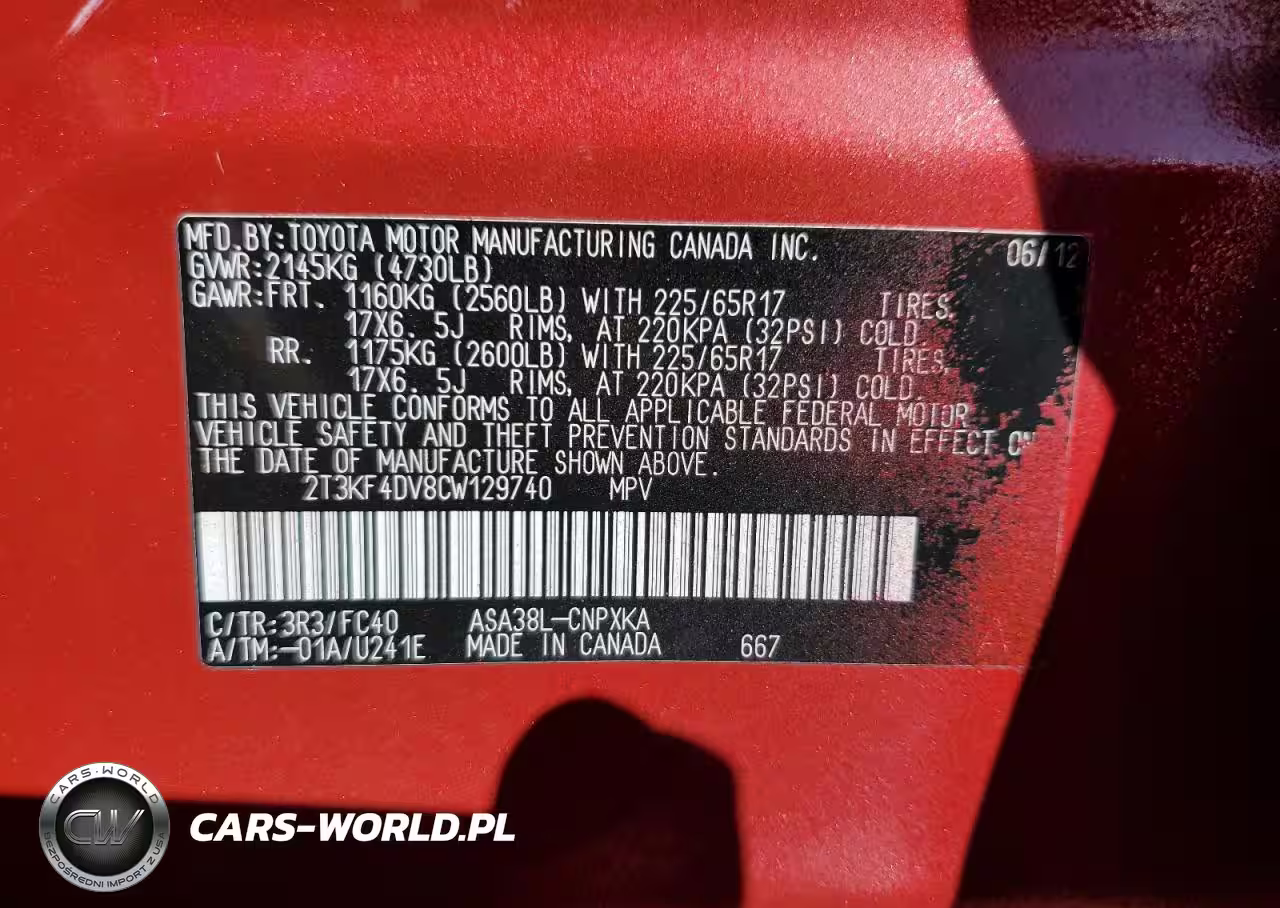 MFD.BY:TOYOTA MOTOR MANUFACTURING CANADA INC. 06/12
GVWR:2145KG (4730LB)
GAWR:FRT. 1160KG (2560LB) WITH 225/65R17 TIRES,
17X6.5J RIMS, AT 220KPA (32PSI) COLD
RR. 1175KG (2600LB) WITH 225/65R17 TIRES,
17X6.5J RIMS, AT 220KPA (32PSI) COLD,
THIS VEHICLE CONFORMS TO ALL APPLICABLE FEDERAL MOTOR
VEHICLE SAFETY AND THEFT PREVENTION STANDARDS IN EFFECT ON
THE DATE OF MANUFACTURE SHOWN ABOVE.
2T3KF4DV8CW129740 MPV
C/TR:3R3/FC40 ASA38L-CNPXKA
A/TM:-01A/U241E MADE IN CANADA 667
CARS-WORLD
CW
BEZPOŚREDNI IMPORT Z USA
CARS-WORLD.PL